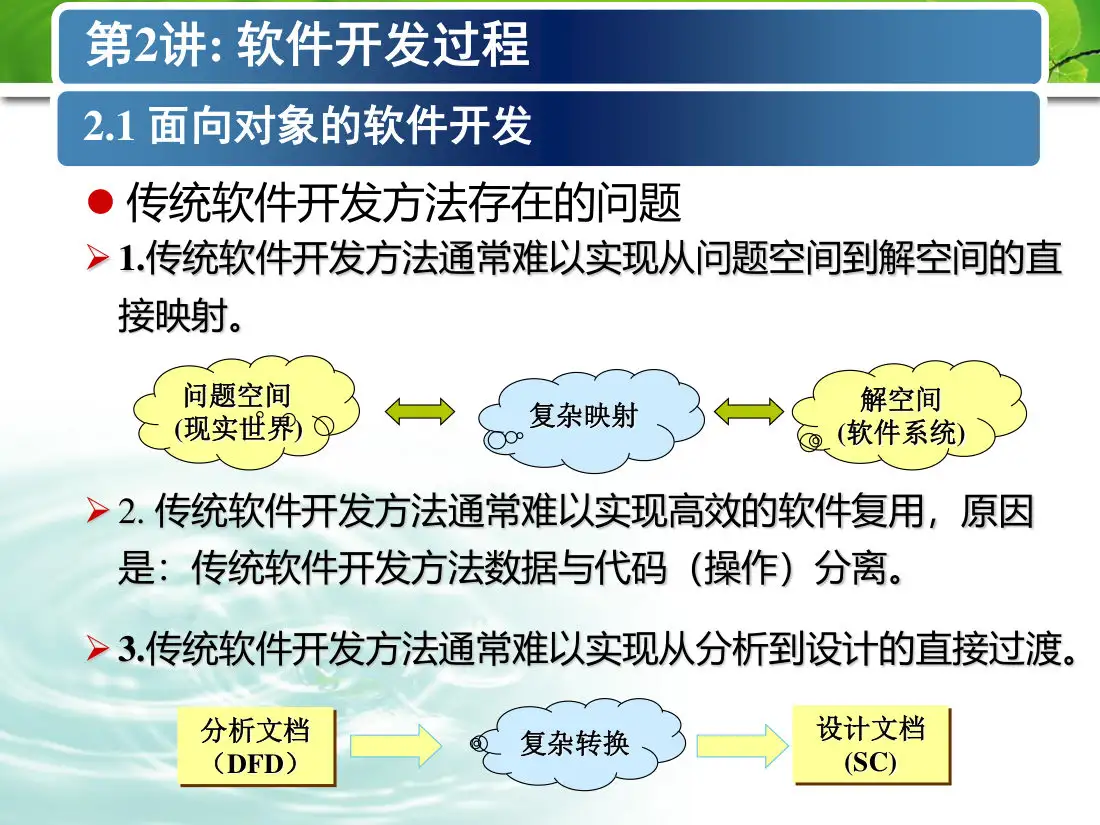 第2讲: 软件开发过程
2.1 面向对象的软件开发
传统软件开发方法存在的问题
1.传统软件开发方法通常难以实现从问题空间到解空间的直
接映射。
问题空间
(现实世界)
复杂映射
解空间
(软件系统)
2. 传统软件开发方法通常难以实现高效的软件复用，原因
是：传统软件开发方法数据与代码（操作）分离。
3.传统软件开发方法通常难以实现从分析到设计的直接过渡。
分析文档
（DFD）
复杂转换
设计文档
(SC)